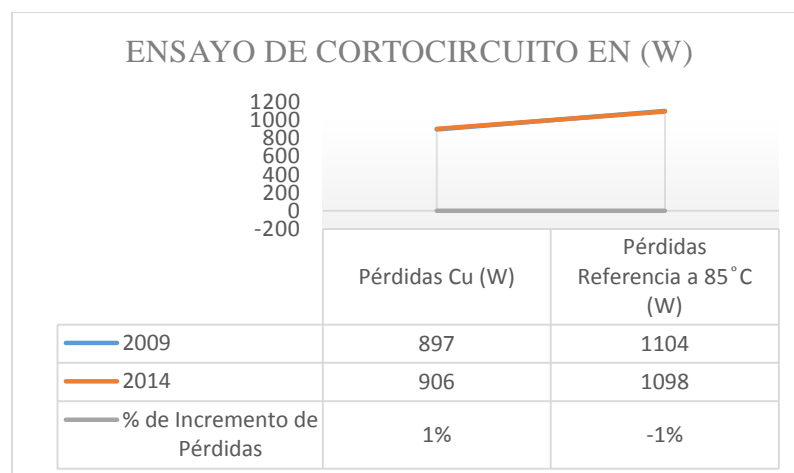 ENSAYO DE CORTOCIRCUITO EN (W)
1200
1000
800
600
400
200
0
-200
Pérdidas Cu (W)
Pérdidas
Referencia a 85˚C
(W)
2009 897 1104
2014 906 1098
% de Incremento de
Pérdidas
1% -1%